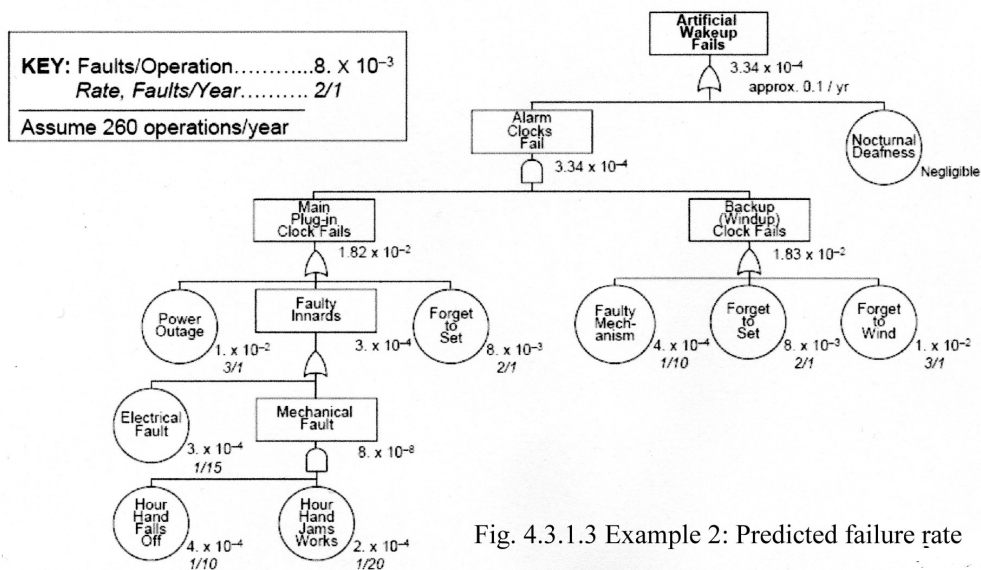 KEY: Faults/Operation............8. X 10⁻³
Rate, Faults/Year.......... 2/1
Assume 260 operations/year
Artificial
Wakeup
Fails
3.34 x 10⁻⁴
approx. 0.1 / yr
Alarm
Clocks
Fail
3.34 x 10⁻⁴
Nocturnal
Deafness
Negligible
Main
Plug-in
Clock Fails
1.82 x 10⁻²
Backup
(Windup)
Clock Fails
1.83 x 10⁻²
Power
Outage
1. x 10⁻²
3/1
Faulty
Innards
3. x 10⁻⁴
Forget
to
Set
8. x 10⁻³
2/1
Faulty
Mech-
anism
4. x 10⁻⁴
1/10
Forget
to
Set
8. x 10⁻³
2/1
Forget
to
Wind
1. x 10⁻²
3/1
Electrical
Fault
3. x 10⁻⁴
1/15
Mechanical
Fault
8. x 10⁻⁸
Hour
Hand
Falls
Off
4. x 10⁻⁴
1/10
Hour
Hand
Jams
Works
2. x 10⁻⁴
1/20
Fig. 4.3.1.3 Example 2: Predicted failure rate